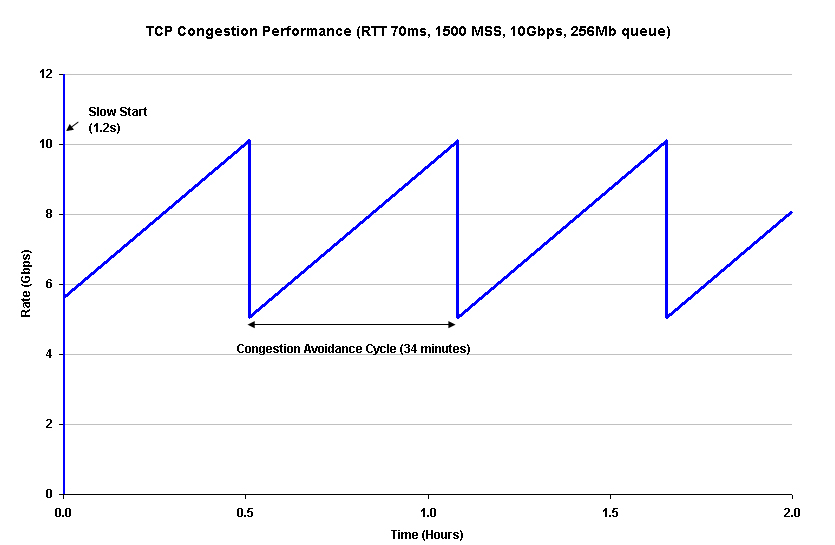 TCP Congestion Performance (RTT 70ms, 1500 MSS, 10Gbps, 256Mb queue)
12
Slow Start
(1.2s)
10
8
Rate (Gbps)
6
Congestion Avoidance Cycle (34 minutes)
4
2
0
0.0 0.5 1.0 1.5 2.0
Time (Hours)